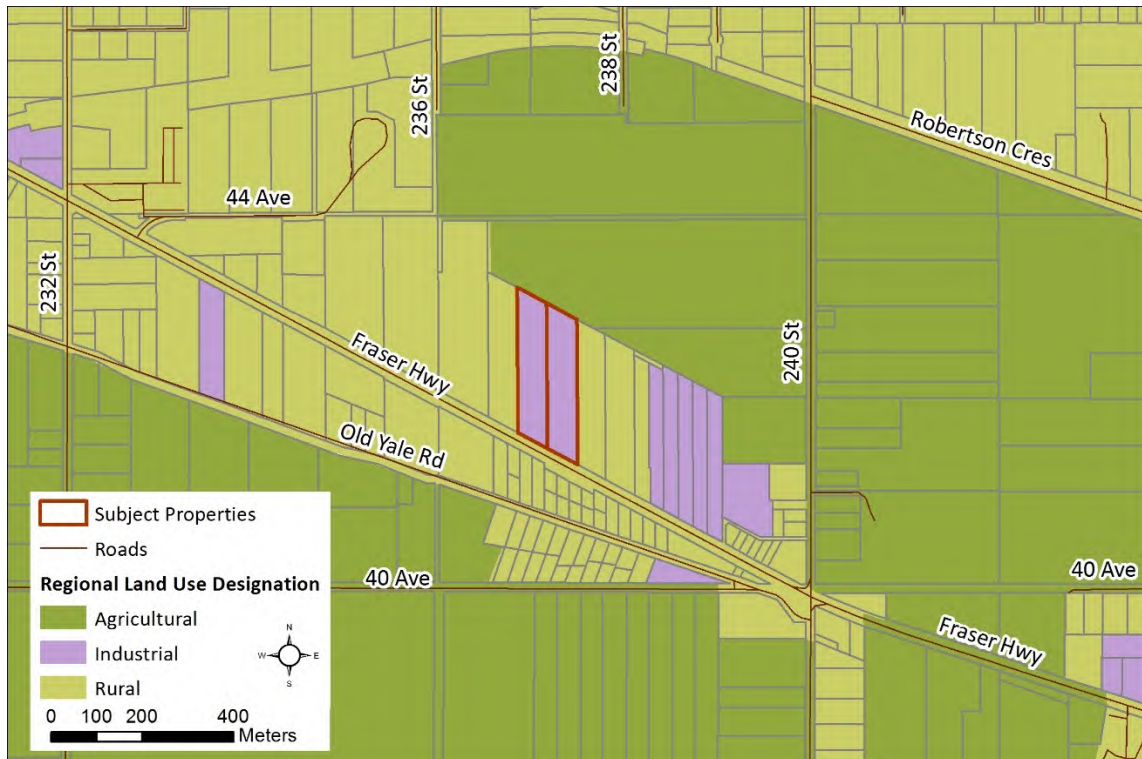 236 St
238 St
Robertson Cres
44 Ave
232 St
Fraser Hwy
240 St
Old Yale Rd
40 Ave
40 Ave
Fraser Hwy
Subject Properties
Roads
Regional Land Use Designation
Agricultural
Industrial
Rural
N
W E
S
0 100 200 400
Meters